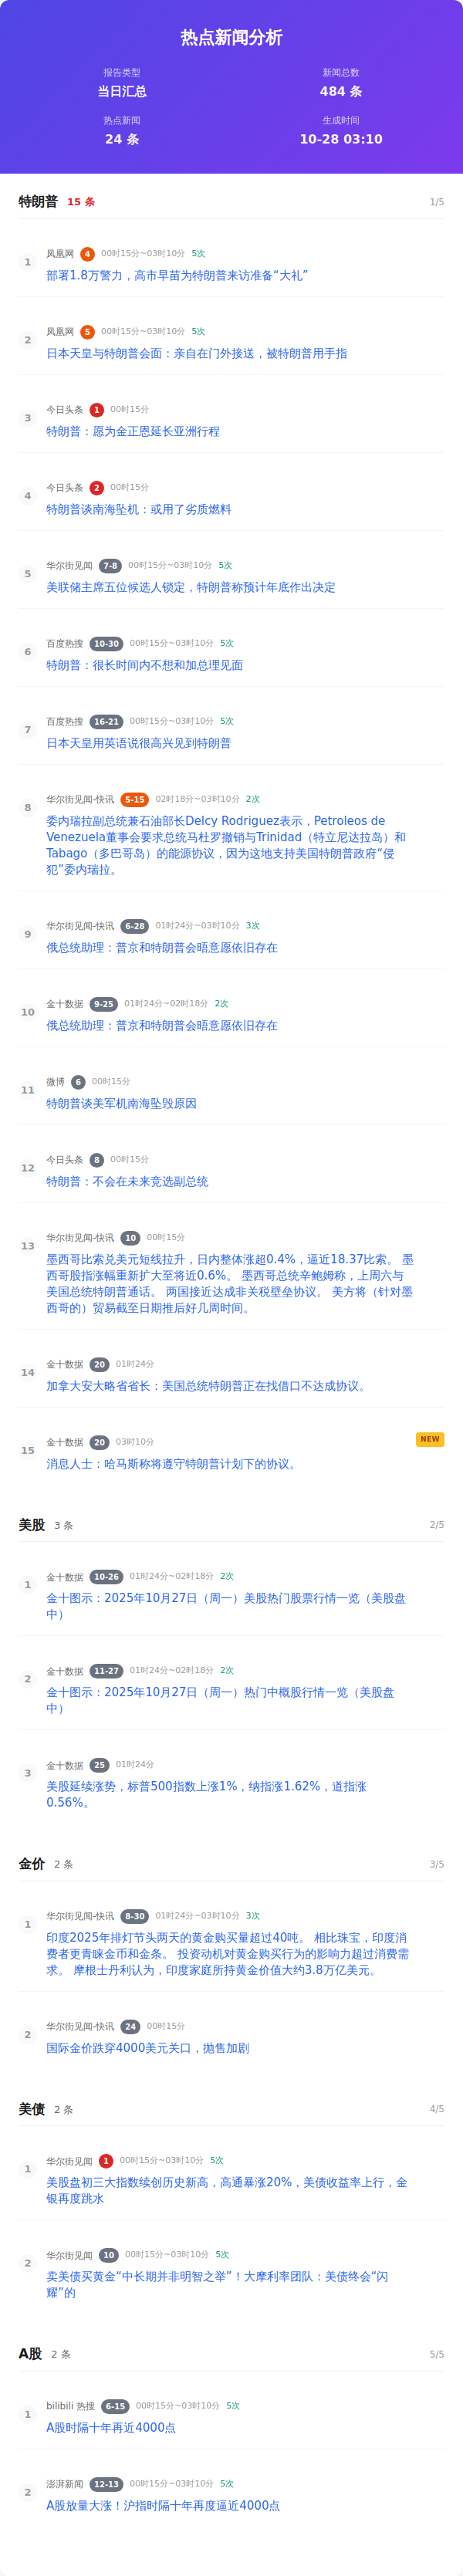 热点新闻分析
报告类型
新闻总数
当日汇总
484 条
热点新闻
生成时间
24 条
10-28 03:10
特朗普 15 条 1/5
1 凤凰网 4 00时15分~03时10分 5次
部署1.8万警力，高市早苗为特朗普来访准备“大礼”
2 凤凰网 5 00时15分~03时10分 5次
日本天皇与特朗普会面：亲自在门外接送，被特朗普用手指
3 今日头条 1 00时15分
特朗普：愿为金正恩延长亚洲行程
4 今日头条 2 00时15分
特朗普谈南海坠机：或用了劣质燃料
5 华尔街见闻 7-8 00时15分~03时10分 5次
美联储主席五位候选人锁定，特朗普称预计年底作出决定
6 百度热搜 10-30 00时15分~03时10分 5次
特朗普：很长时间内不想和加总理见面
7 百度热搜 16-21 00时15分~03时10分 5次
日本天皇用英语说很高兴见到特朗普
8 华尔街见闻-快讯 5-15 02时18分~03时10分 2次
委内瑞拉副总统兼石油部长Delcy Rodriguez表示，Petroleos de
Venezuela董事会要求总统马杜罗撤销与Trinidad（特立尼达拉岛）和
Tabago（多巴哥岛）的能源协议，因为这地支持美国特朗普政府“侵
犯”委内瑞拉。
9 华尔街见闻-快讯 6-28 01时24分~03时10分 3次
俄总统助理：普京和特朗普会晤意愿依旧存在
10 金十数据 9-25 01时24分~02时18分 2次
俄总统助理：普京和特朗普会晤意愿依旧存在
11 微博 6 00时15分
特朗普谈美军机南海坠毁原因
12 今日头条 8 00时15分
特朗普：不会在未来竞选副总统
13 华尔街见闻-快讯 10 00时15分
墨西哥比索兑美元短线拉升，日内整体涨超0.4%，逼近18.37比索。 墨
西哥股指涨幅重新扩大至将近0.6%。 墨西哥总统辛鲍姆称，上周六与
美国总统特朗普通话。 两国接近达成非关税壁垒协议。 美方将（针对墨
西哥的）贸易截至日期推后好几周时间。
14 金十数据 20 01时24分
加拿大安大略省省长：美国总统特朗普正在找借口不达成协议。
15 金十数据 20 03时10分 NEW
消息人士：哈马斯称将遵守特朗普计划下的协议。
美股 3 条 2/5
1 金十数据 10-26 01时24分~02时18分 2次
金十图示：2025年10月27日（周一）美股热门股票行情一览（美股盘
中）
2 金十数据 11-27 01时24分~02时18分 2次
金十图示：2025年10月27日（周一）热门中概股行情一览（美股盘
中）
3 金十数据 25 01时24分
美股延续涨势，标普500指数上涨1%，纳指涨1.62%，道指涨
0.56%。
金价 2 条 3/5
1 华尔街见闻-快讯 8-30 01时24分~03时10分 3次
印度2025年排灯节头两天的黄金购买量超过40吨。 相比珠宝，印度消
费者更青睐金币和金条。 投资动机对黄金购买行为的影响力超过消费需
求。 摩根士丹利认为，印度家庭所持黄金价值大约3.8万亿美元。
2 华尔街见闻-快讯 24 00时15分
国际金价跌穿4000美元关口，抛售加剧
美债 2 条 4/5
1 华尔街见闻 1 00时15分~03时10分 5次
美股盘初三大指数续创历史新高，高通暴涨20%，美债收益率上行，金
银再度跳水
2 华尔街见闻 10 00时15分~03时10分 5次
卖美债买黄金“中长期并非明智之举”！大摩利率团队：美债终会“闪
耀”的
A股 2 条 5/5
1 bilibili 热搜 6-15 00时15分~03时10分 5次
A股时隔十年再近4000点
2 澎湃新闻 12-13 00时15分~03时10分 5次
A股放量大涨！沪指时隔十年再度逼近4000点